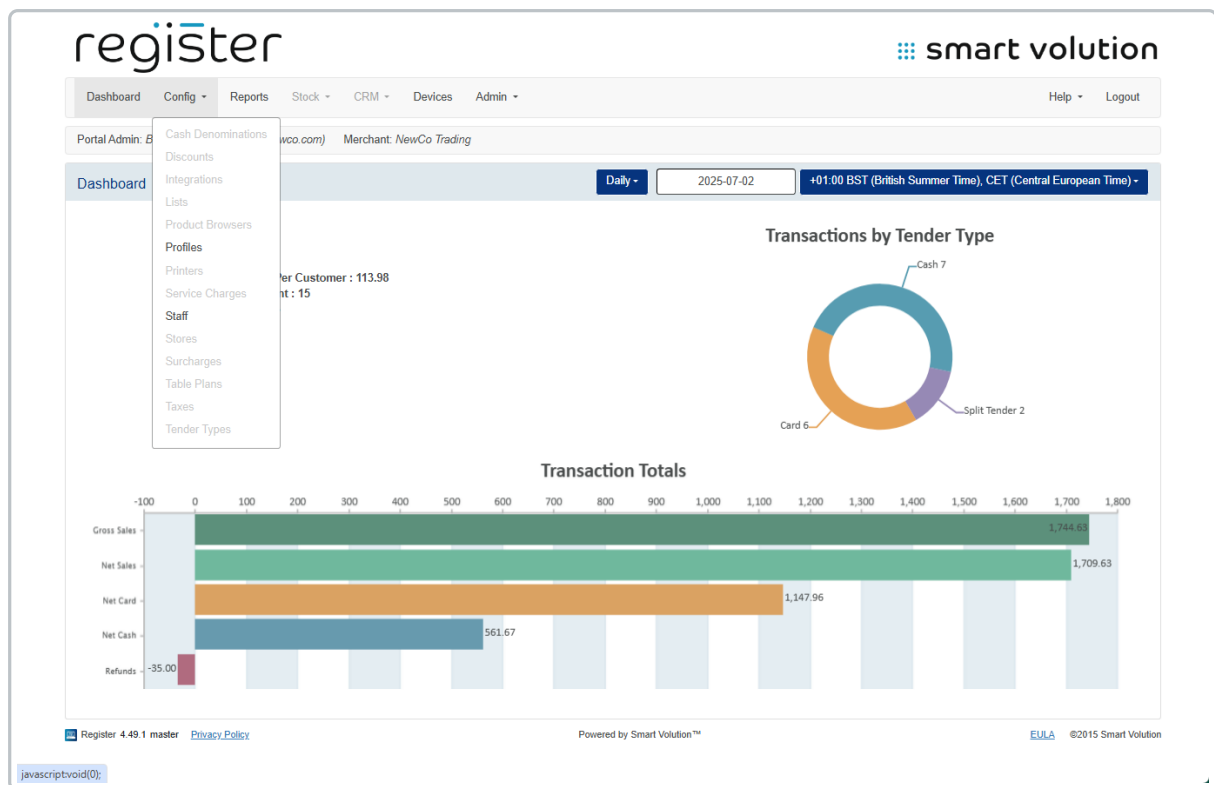 register
smart volution
Dashboard Config Reports Stock CRM Devices Admin Help Logout
Portal Admin: B wco.com) Merchant: NewCo Trading
Cash Denominations
Discounts
Integrations
Lists
Product Browsers
Profiles
Printers
Service Charges
Staff
Stores
Surcharges
Table Plans
Taxes
Tender Types
Dashboard Daily 2025-07-02 +01:00 BST (British Summer Time), CET (Central European Time)
Per Customer : 113.98
nt : 15
Transactions by Tender Type
Cash 7
Split Tender 2
Card 6
Transaction Totals
-100 0 100 200 300 400 500 600 700 800 900 1,000 1,100 1,200 1,300 1,400 1,500 1,600 1,700 1,800
Gross Sales 1,744.63
Net Sales 1,709.63
Net Card 1,147.96
Net Cash 561.67
Refunds -35.00
Register 4.49.1 master Privacy Policy Powered by Smart Volution™ EULA ©2015 Smart Volution
javascript:void(0);